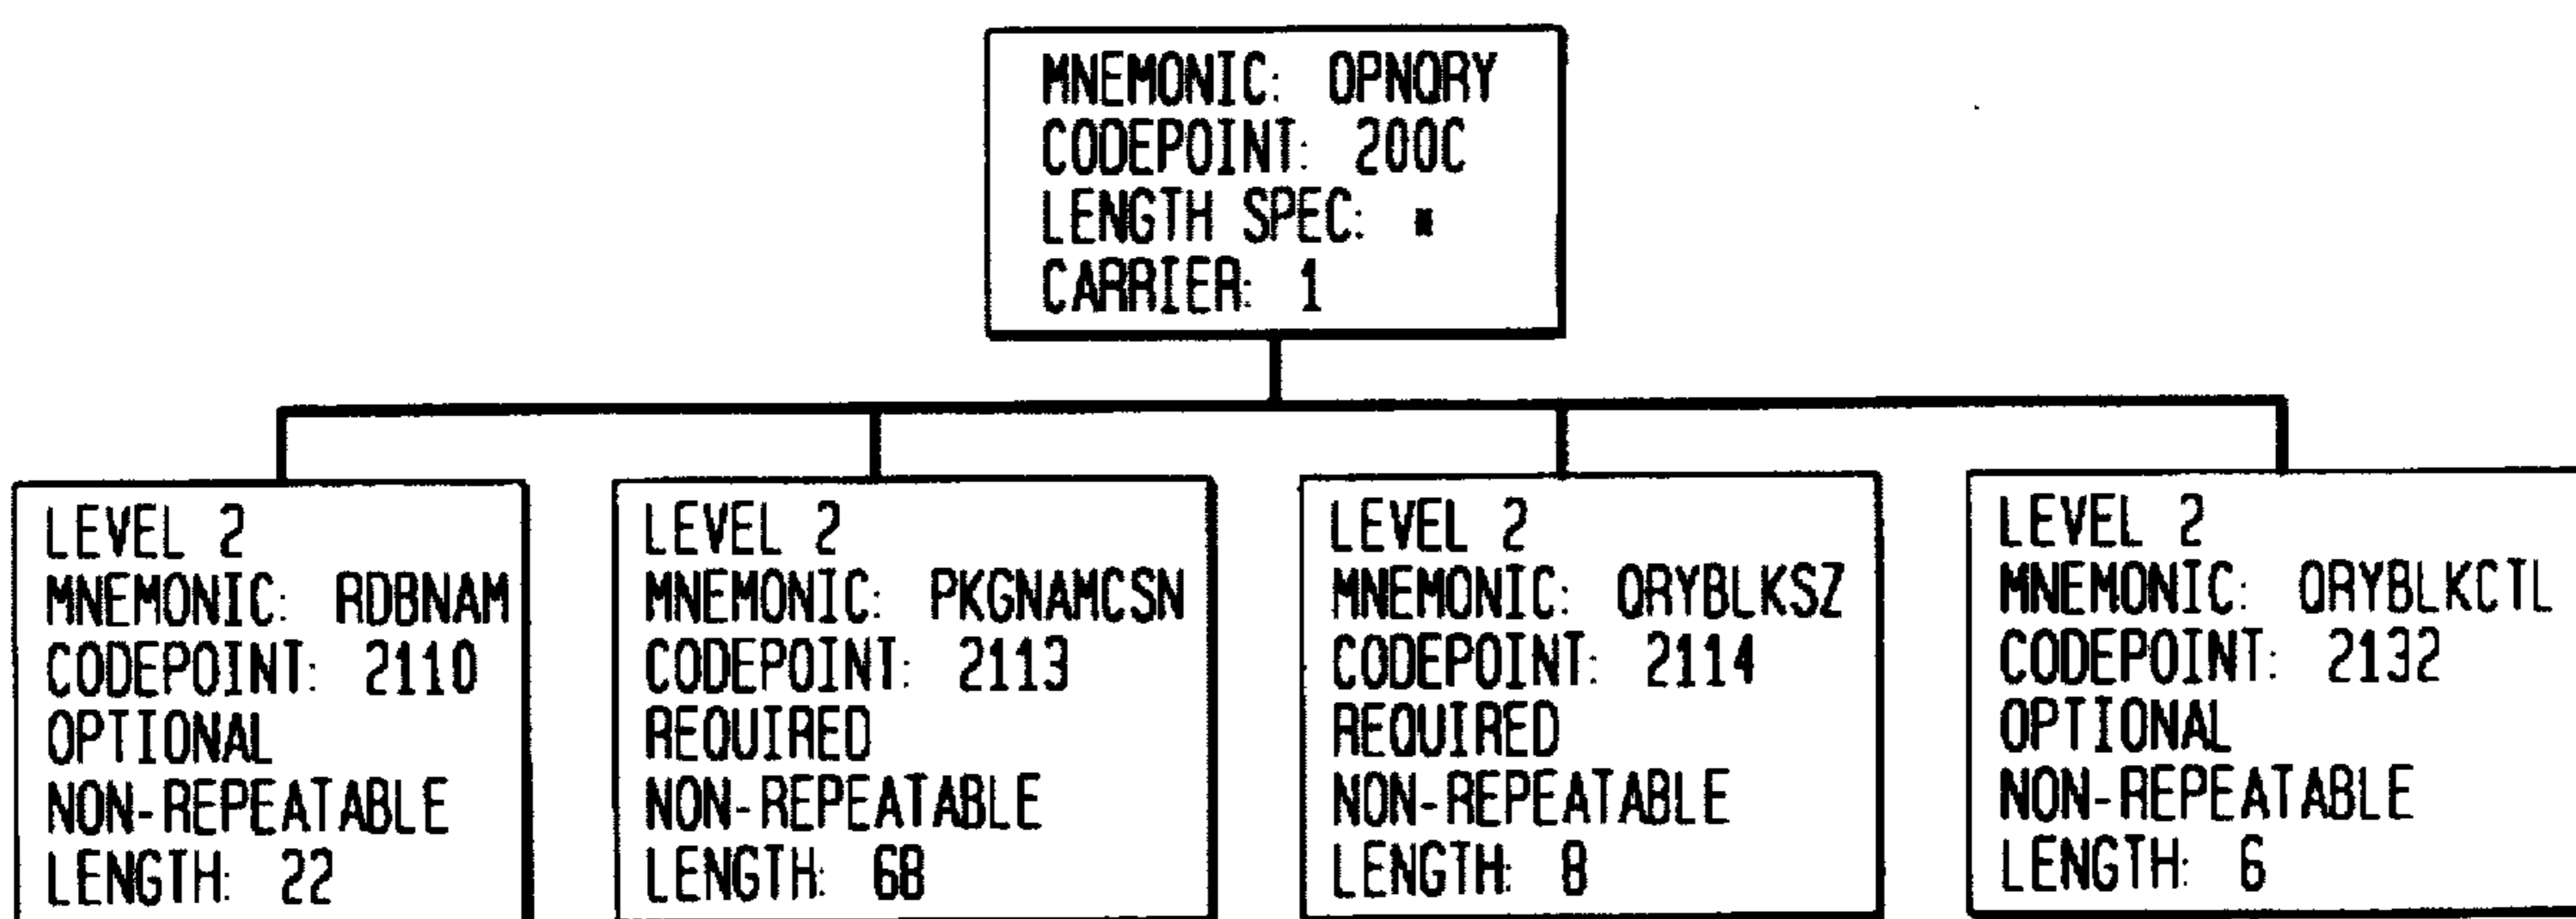 MNEMONIC: OPNQRY
CODEPOINT: 200C
LENGTH SPEC: *
CARRIER: 1
LEVEL 2
MNEMONIC: RDBNAM
CODEPOINT: 2110
OPTIONAL
NON-REPEATABLE
LENGTH: 22
LEVEL 2
MNEMONIC: PKGNAMCSN
CODEPOINT: 2113
REQUIRED
NON-REPEATABLE
LENGTH: 68
LEVEL 2
MNEMONIC: QRYBLKSZ
CODEPOINT: 2114
REQUIRED
NON-REPEATABLE
LENGTH: 8
LEVEL 2
MNEMONIC: QRYBLKCTL
CODEPOINT: 2132
OPTIONAL
NON-REPEATABLE
LENGTH: 6